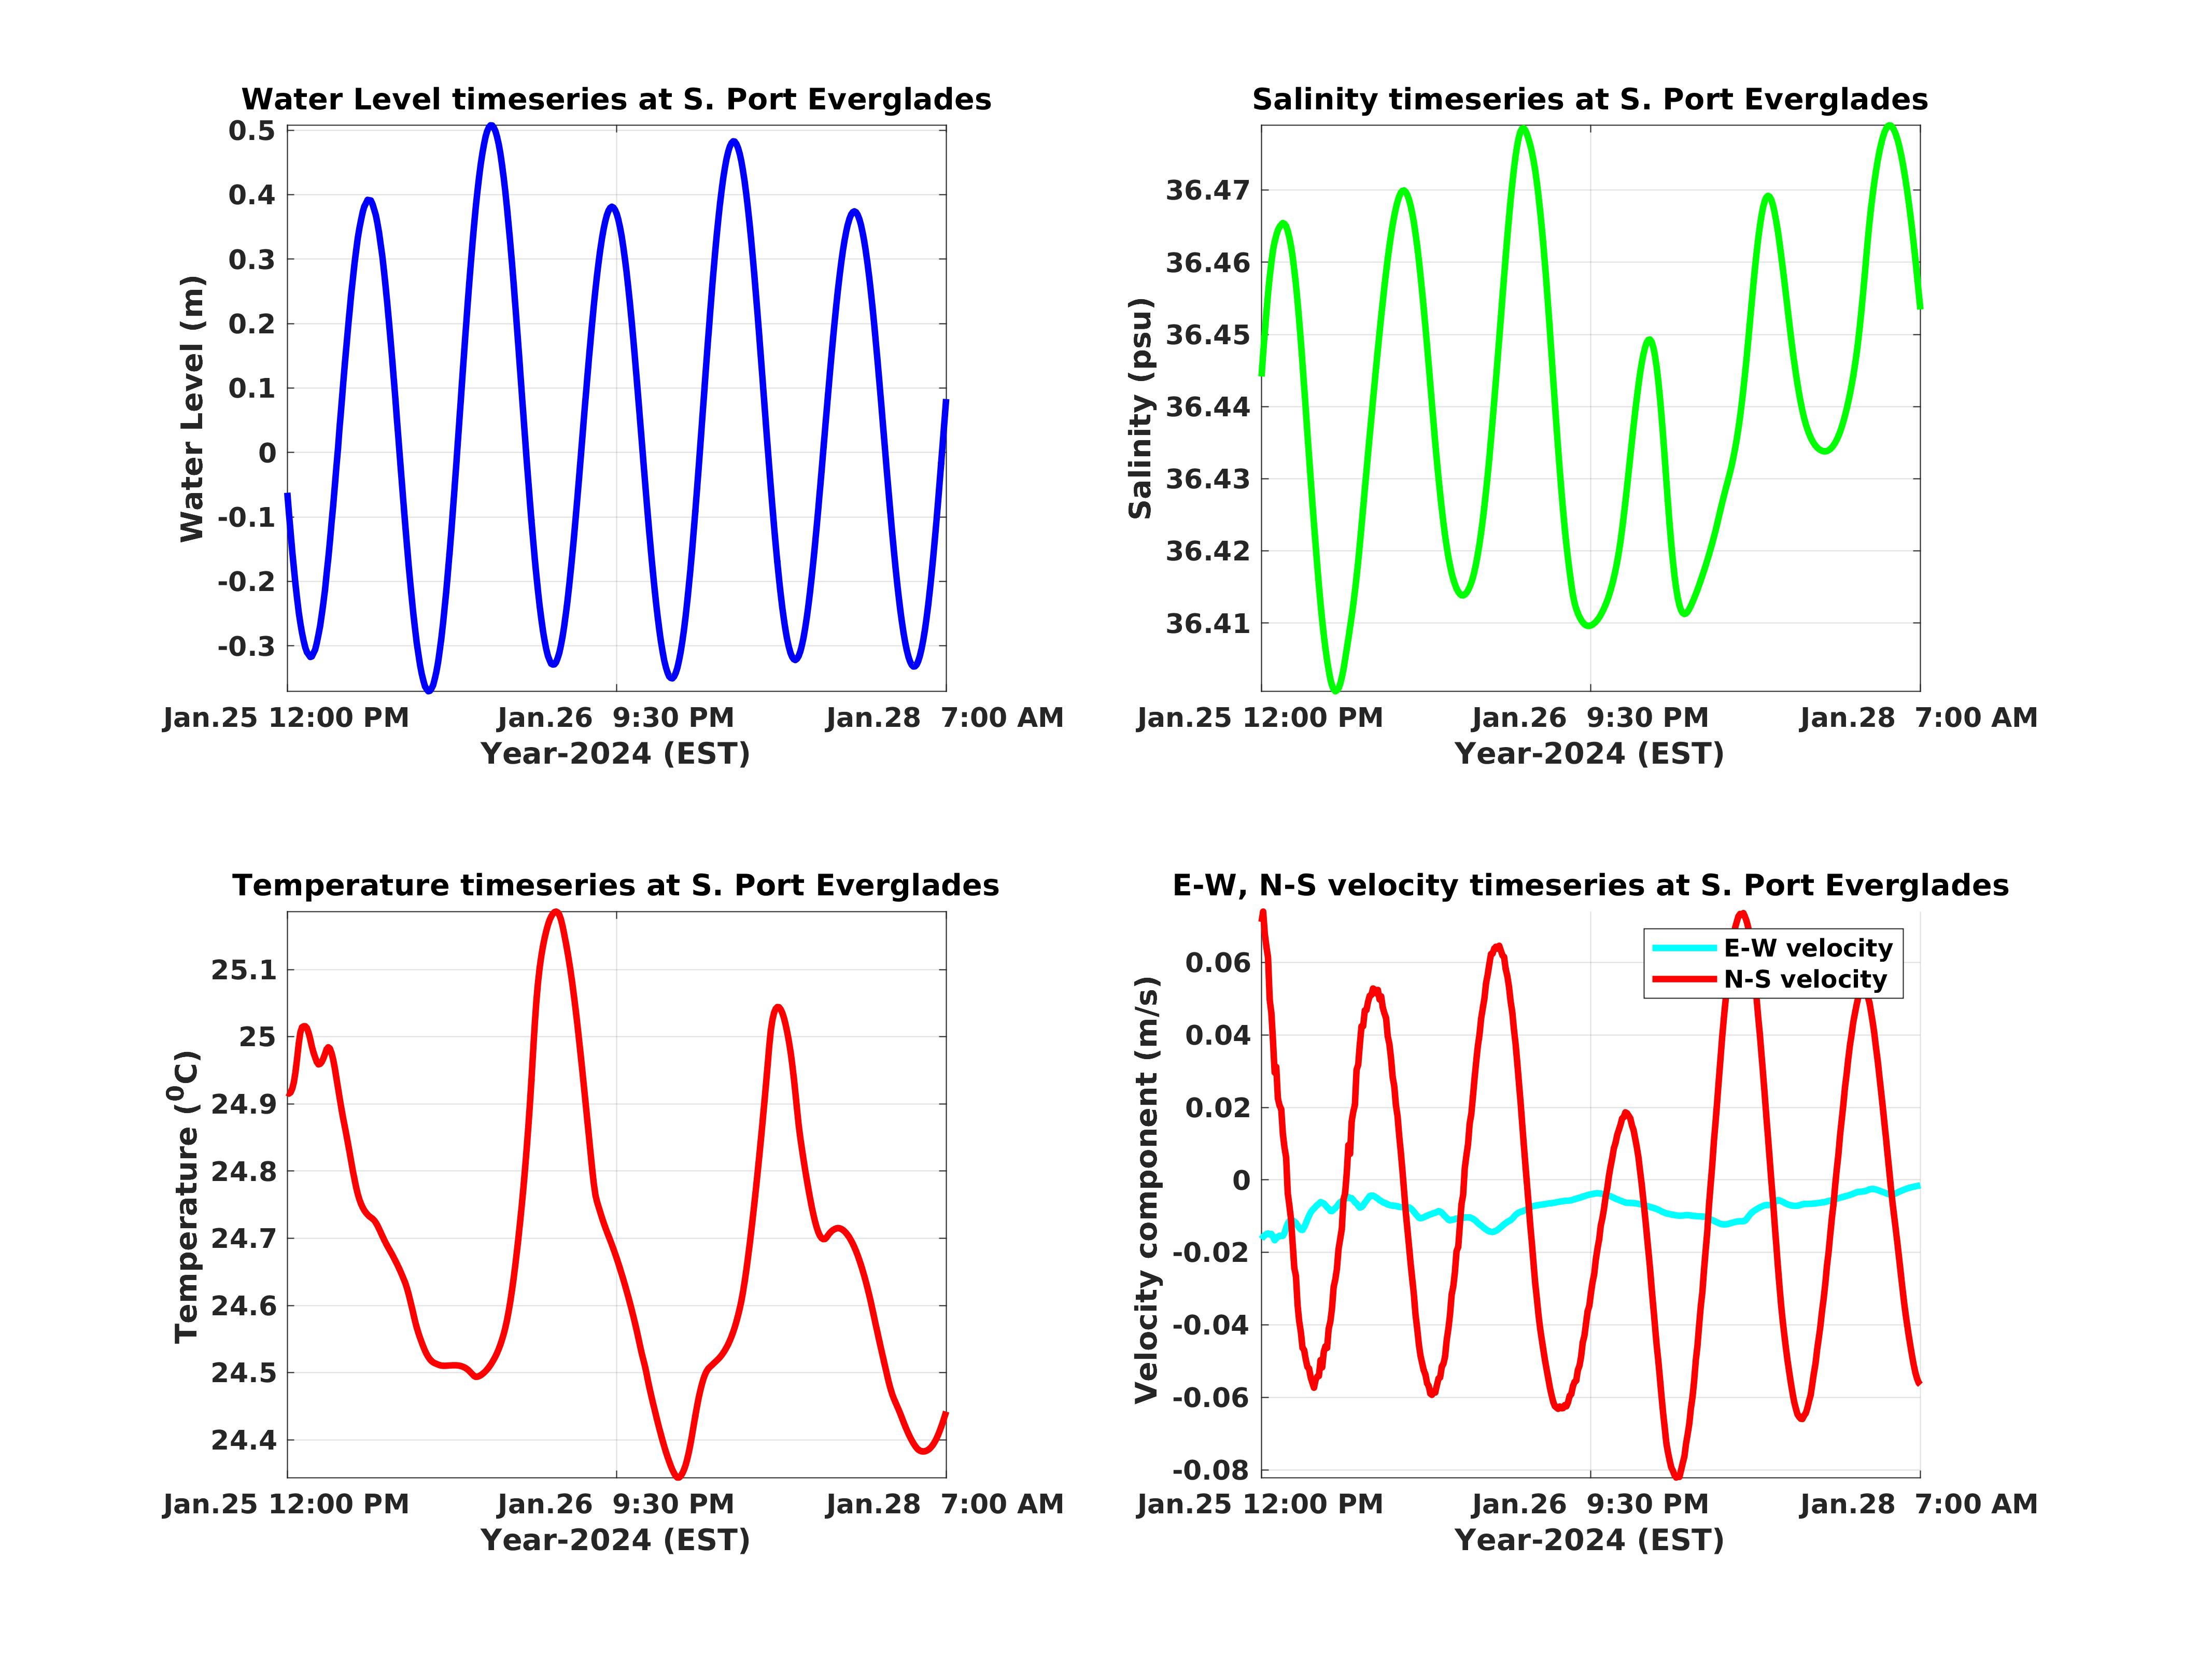 Water Level timeseries at S. Port Everglades
0.5
0.4
0.3
0.2
0.1
0
-0.1
-0.2
-0.3
Water Level (m)
Jan.25 12:00 PM
Jan.26 9:30 PM
Jan.28 7:00 AM
Year-2024 (EST)
Salinity timeseries at S. Port Everglades
36.47
36.46
36.45
36.44
36.43
36.42
36.41
Salinity (psu)
Jan.25 12:00 PM
Jan.26 9:30 PM
Jan.28 7:00 AM
Year-2024 (EST)
Temperature timeseries at S. Port Everglades
25.1
25
24.9
24.8
24.7
24.6
24.5
24.4
Temperature (⁰C)
Jan.25 12:00 PM
Jan.26 9:30 PM
Jan.28 7:00 AM
Year-2024 (EST)
E-W, N-S velocity timeseries at S. Port Everglades
E-W velocity
N-S velocity
0.06
0.04
0.02
0
-0.02
-0.04
-0.06
-0.08
Velocity component (m/s)
Jan.25 12:00 PM
Jan.26 9:30 PM
Jan.28 7:00 AM
Year-2024 (EST)